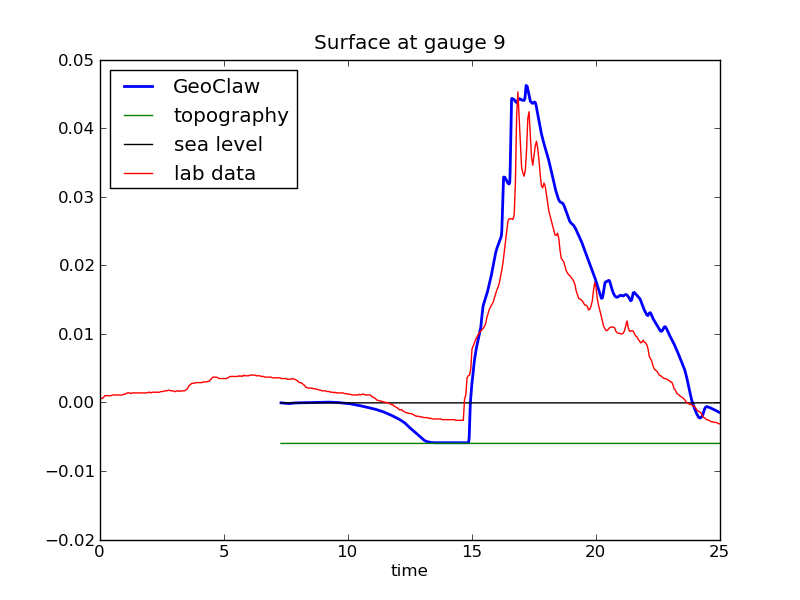 Surface at gauge 9
GeoClaw
topography
sea level
lab data
0.05
0.04
0.03
0.02
0.01
0.00
−0.01
−0.02
0 5 10 15 20 25
time